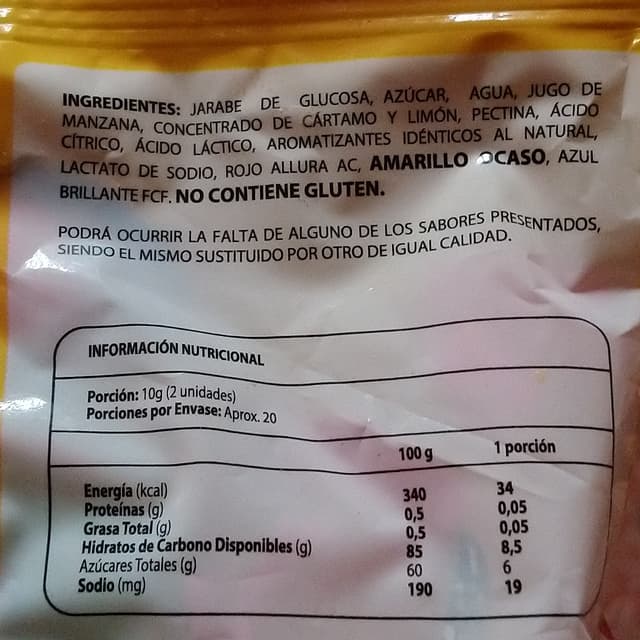 INGREDIENTES: JARABE DE GLUCOSA, AZÚCAR, AGUA, JUGO DE
MANZANA, CONCENTRADO DE CÁRTAMO Y LIMÓN, PECTINA, ÁCIDO
CÍTRICO, ÁCIDO LÁCTICO, AROMATIZANTES IDÉNTICOS AL NATURAL,
LACTATO DE SODIO, ROJO ALLURA AC, AMARILLO OCASO, AZUL
BRILLANTE FCF. NO CONTIENE GLUTEN.
PODRÁ OCURRIR LA FALTA DE ALGUNO DE LOS SABORES PRESENTADOS,
SIENDO EL MISMO SUSTITUIDO POR OTRO DE IGUAL CALIDAD.
INFORMACIÓN NUTRICIONAL
Porción: 10g (2 unidades)
Porciones por Envase: Aprox. 20
100 g 1 porción
Energía (kcal) 340 34
Proteínas (g) 0,5 0,05
Grasa Total (g) 0,5 0,05
Hidratos de Carbono Disponibles (g) 85 8,5
Azúcares Totales (g) 60 6
Sodio (mg) 190 19